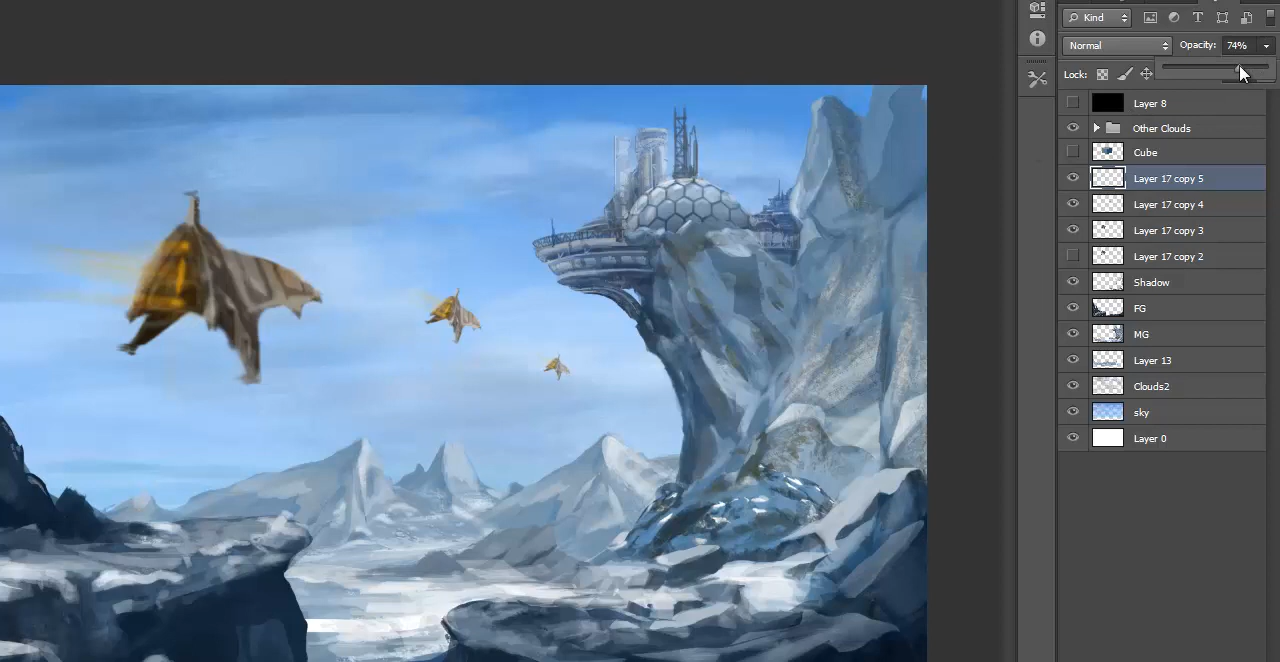 Kind
Normal Opacity: 74%
Lock:
Layer 8
Other Clouds
Cube
Layer 17 copy 5
Layer 17 copy 4
Layer 17 copy 3
Layer 17 copy 2
Shadow
FG
MG
Layer 13
Clouds2
sky
Layer 0